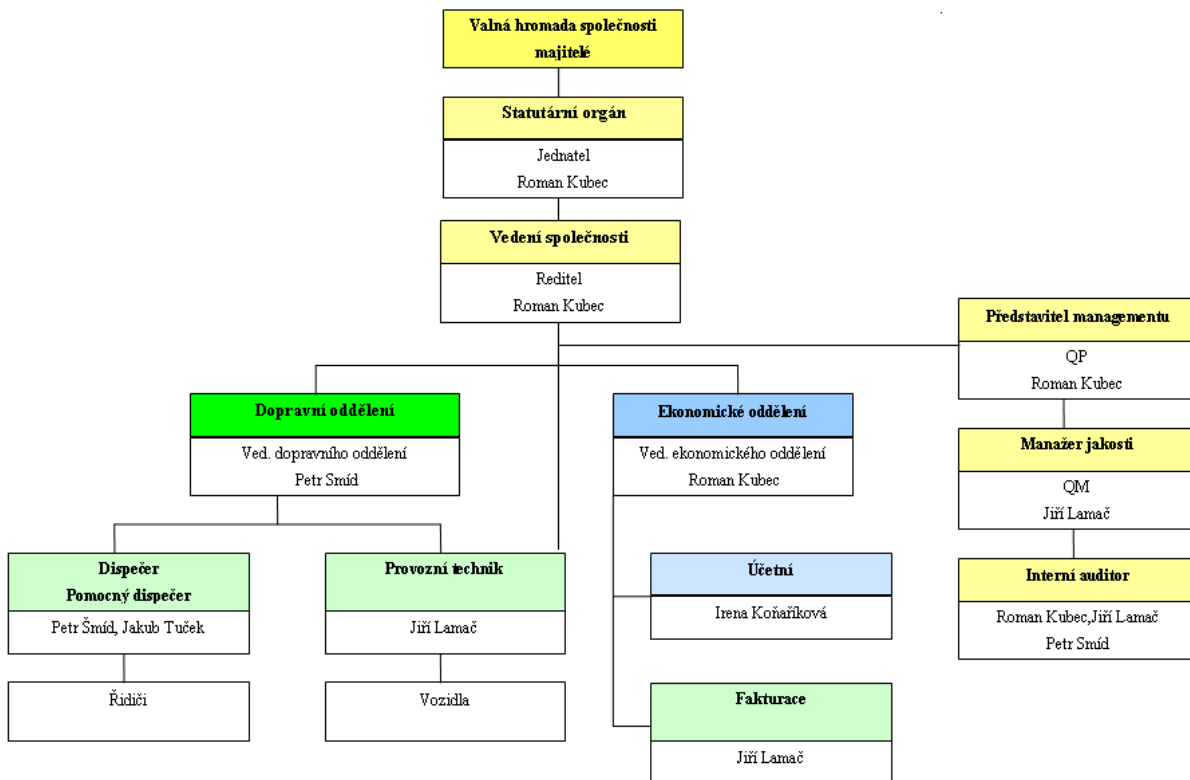 Valná hromada společnosti
majitelé
Statutární orgán
Jednatel
Roman Kubec
Vedení společnosti
Reditel
Roman Kubec
Představitel managementu
QP
Roman Kubec
Dopravní oddělení
Ved. dopravního oddělení
Petr Smíd
Ekonomické oddělení
Ved. ekonomického oddělení
Roman Kubec
Manažer jakosti
QM
Jiří Lamač
Dispečer
Pomocný dispečer
Petr Šmíd, Jakub Tuček
Provozní technik
Jiří Lamač
Účetní
Irena Koňaříková
Interní auditor
Roman Kubec,Jiří Lamač
Petr Smíd
Řidiči
Vozidla
Fakturace
Jiří Lamač